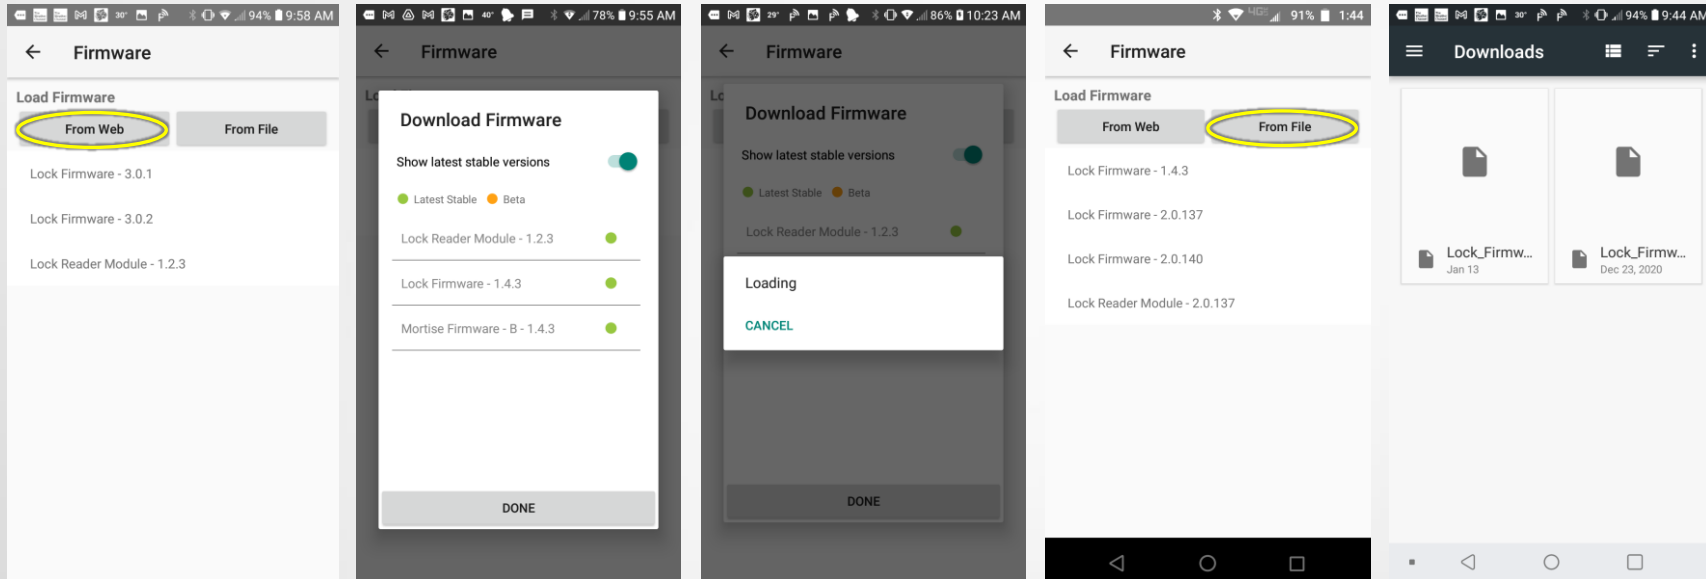 30° 94% 9:58 AM
Firmware
Load Firmware
From Web From File
Lock Firmware - 3.0.1
Lock Firmware - 3.0.2
Lock Reader Module - 1.2.3
40° 78% 9:55 AM
Firmware
Download Firmware
Show latest stable versions
Latest Stable Beta
Lock Reader Module - 1.2.3
Lock Firmware - 1.4.3
Mortise Firmware - B - 1.4.3
DONE
29° 86% 10:23 AM
Firmware
Download Firmware
Show latest stable versions
Latest Stable Beta
Lock Reader Module - 1.2.3
Loading
CANCEL
DONE
4G 91% 1:44
Firmware
Load Firmware
From Web From File
Lock Firmware - 1.4.3
Lock Firmware - 2.0.137
Lock Firmware - 2.0.140
Lock Reader Module - 2.0.137
30° 94% 9:44 AM
Downloads
Lock_Firmw... Lock_Firmw...
Jan 13 Dec 23, 2020